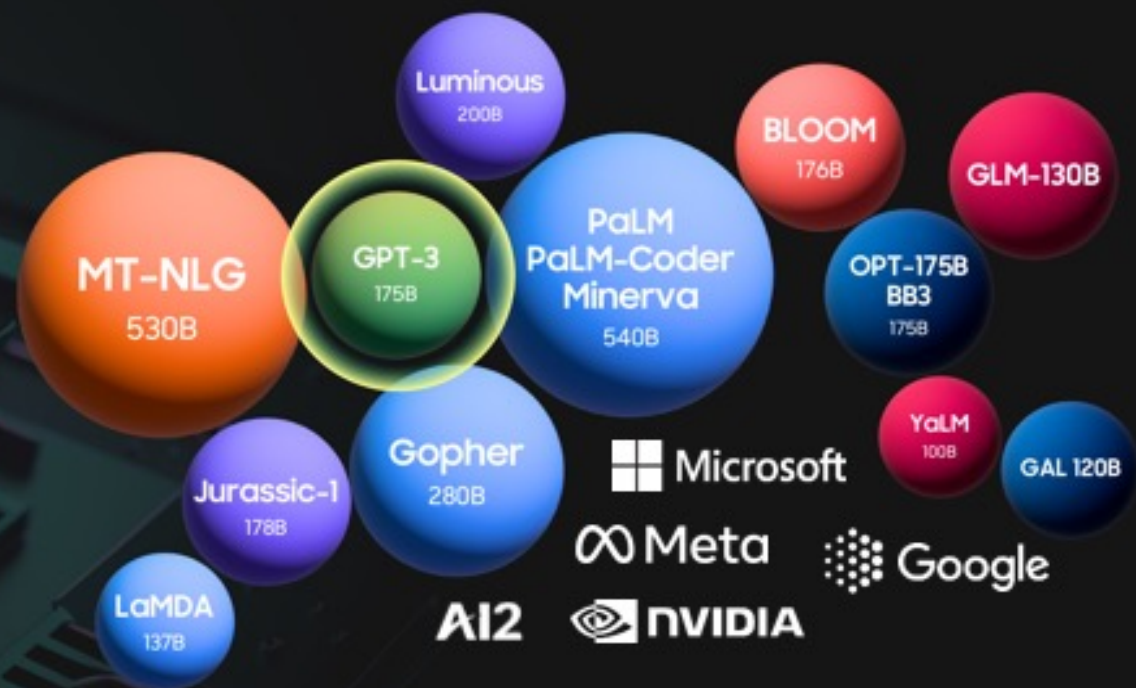 Luminous
200B
BLOOM
176B
GLM-130B
MT-NLG
530B
GPT-3
175B
PaLM
PaLM-Coder
Minerva
540B
OPT-175B
BB3
175B
Jurassic-1
178B
Gopher
280B
YaLM
100B
GAL 120B
Microsoft
Meta
Google
LaMDA
137B
AI2
NVIDIA